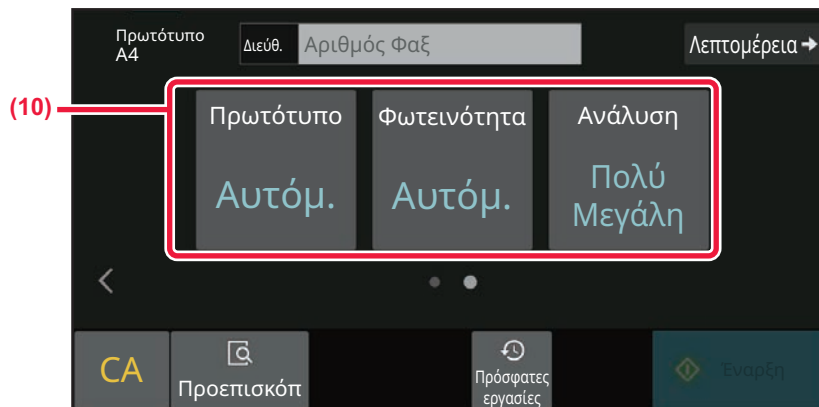 Πρωτότυπο
A4
Διεύθ.
Αριθμός Φαξ
Λεπτομέρεια
(10)
Πρωτότυπο
Φωτεινότητα
Ανάλυση
Αυτόμ.
Αυτόμ.
Πολύ
Μεγάλη
CA
Προεπισκόπ
Πρόσφατες
εργασίες
Έναρξη